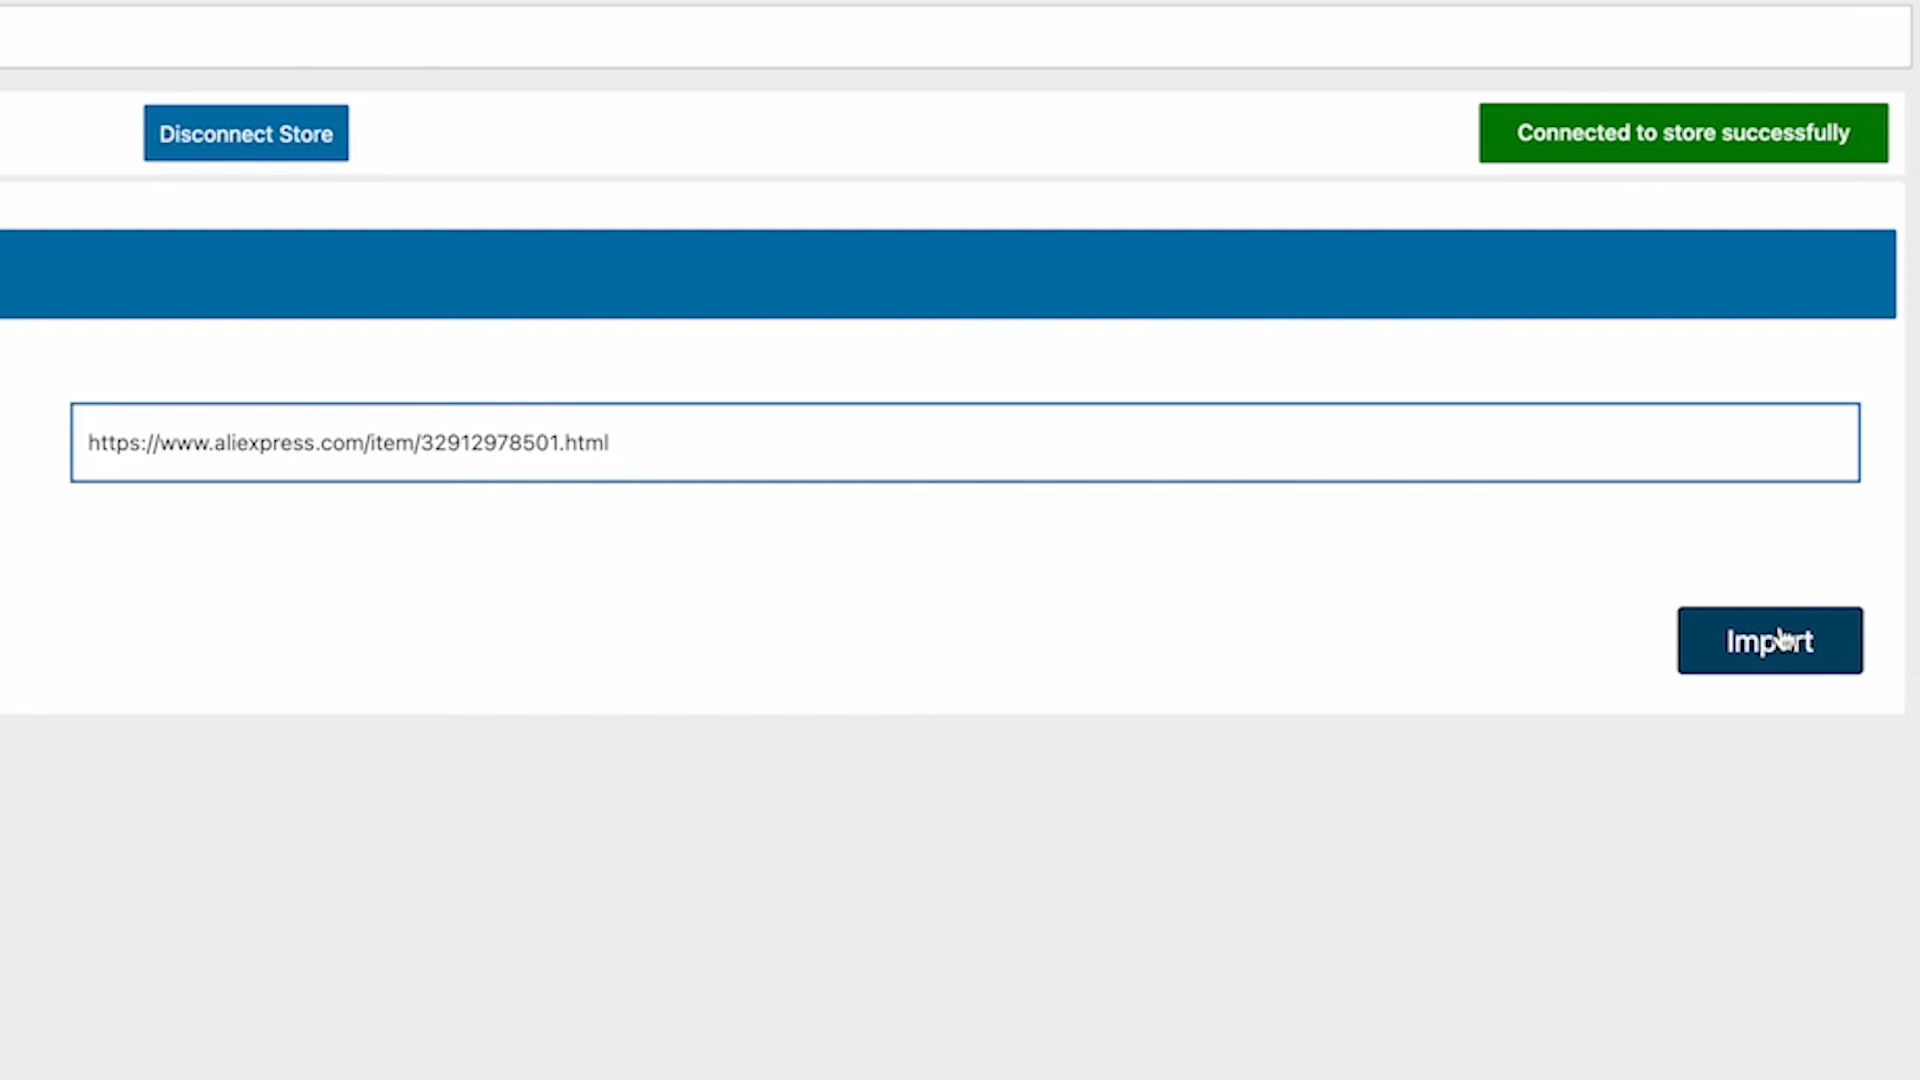 Disconnect Store
Connected to store successfully
https://www.aliexpress.com/item/32912978501.html
Import